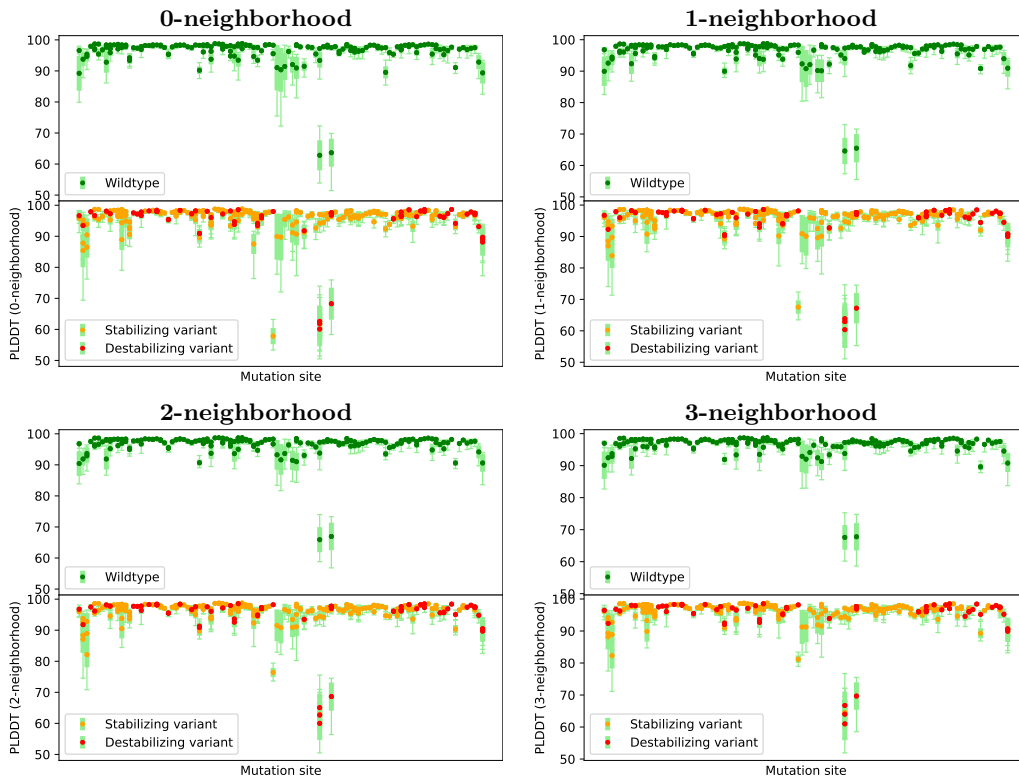 0-neighborhood
1-neighborhood
100
90
80
70
60
50
Wildtype
100
90
80
70
60
50
Wildtype
100
90
80
70
60
50
PLDDT (0-neighborhood)
Stabilizing variant
Destabilizing variant
Mutation site
100
90
80
70
60
50
PLDDT (1-neighborhood)
Stabilizing variant
Destabilizing variant
Mutation site
2-neighborhood
3-neighborhood
100
90
80
70
60
50
Wildtype
100
90
80
70
60
50
Wildtype
100
90
80
70
60
50
PLDDT (2-neighborhood)
Stabilizing variant
Destabilizing variant
Mutation site
100
90
80
70
60
50
PLDDT (3-neighborhood)
Stabilizing variant
Destabilizing variant
Mutation site